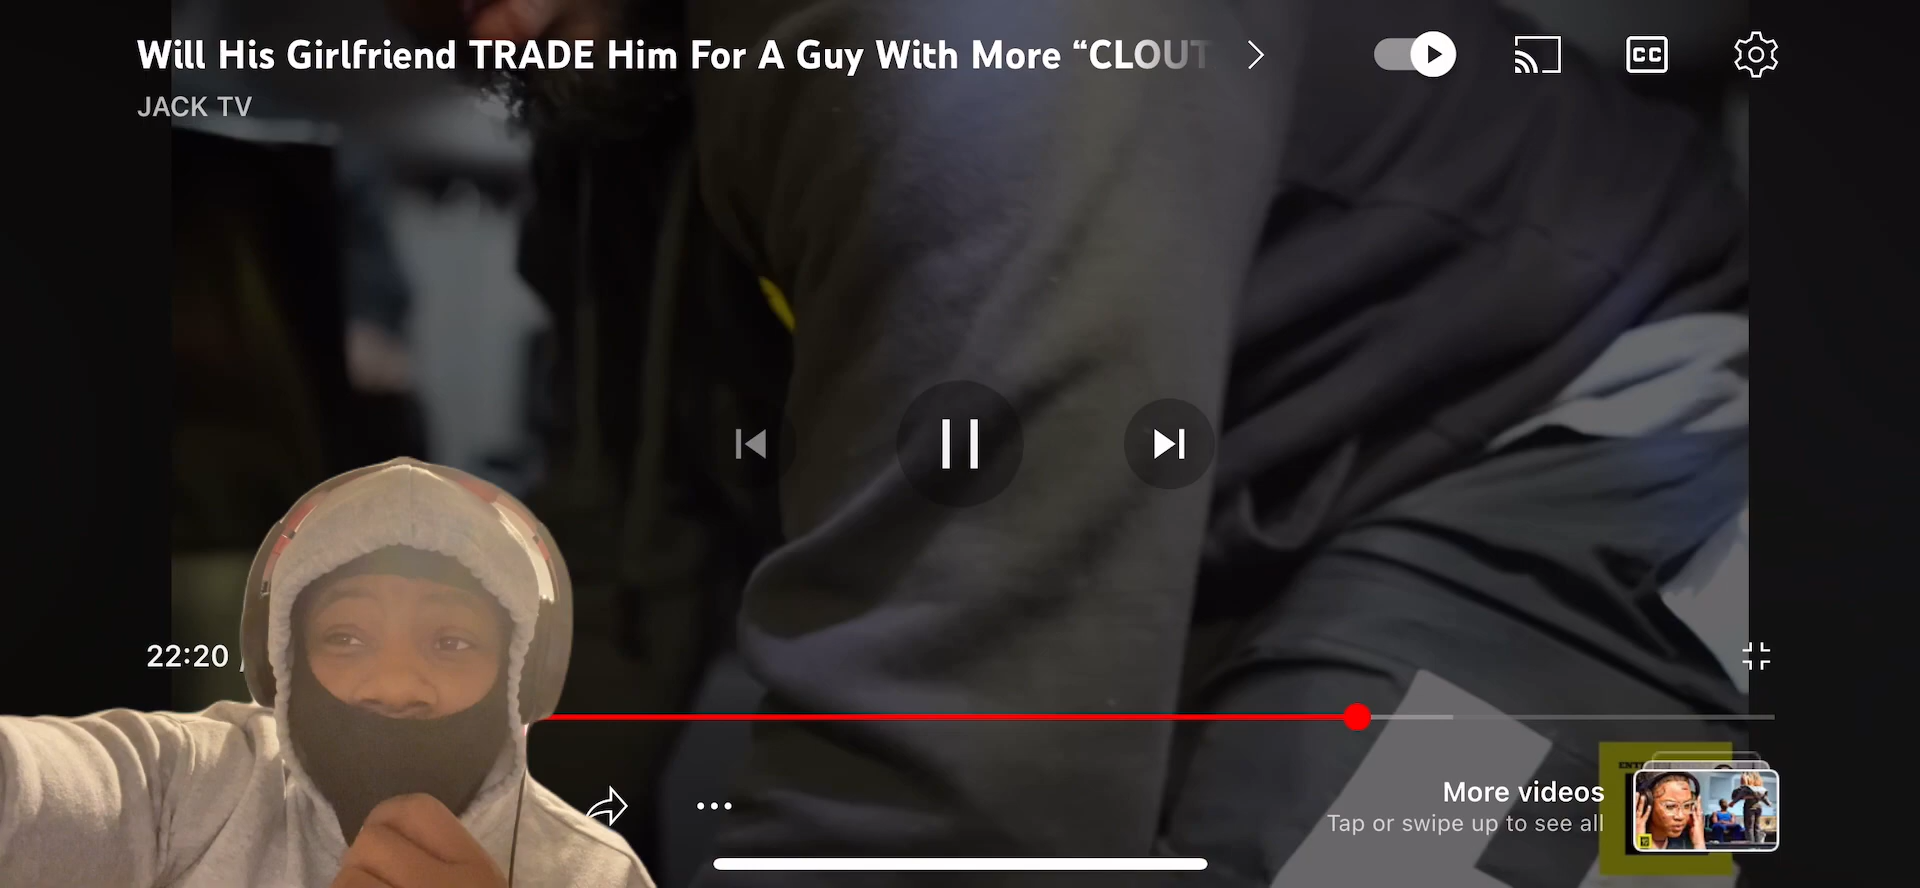 Will His Girlfriend TRADE Him For A Guy With More “CLOUT
JACK TV
CC
22:20
More videos
Tap or swipe up to see all